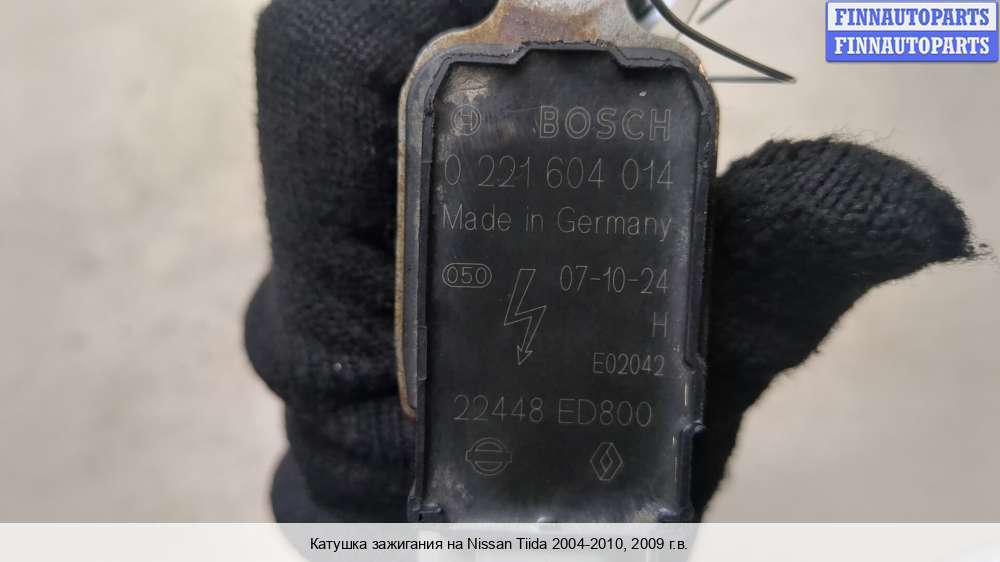 FINNAUTOPARTS
FINNAUTOPARTS
H BOSCH
0 221 604 014
Made in Germany
050 07-10-24
H
E02042
22448 ED800
Катушка зажигания на Nissan Tiida 2004-2010, 2009 г.в.